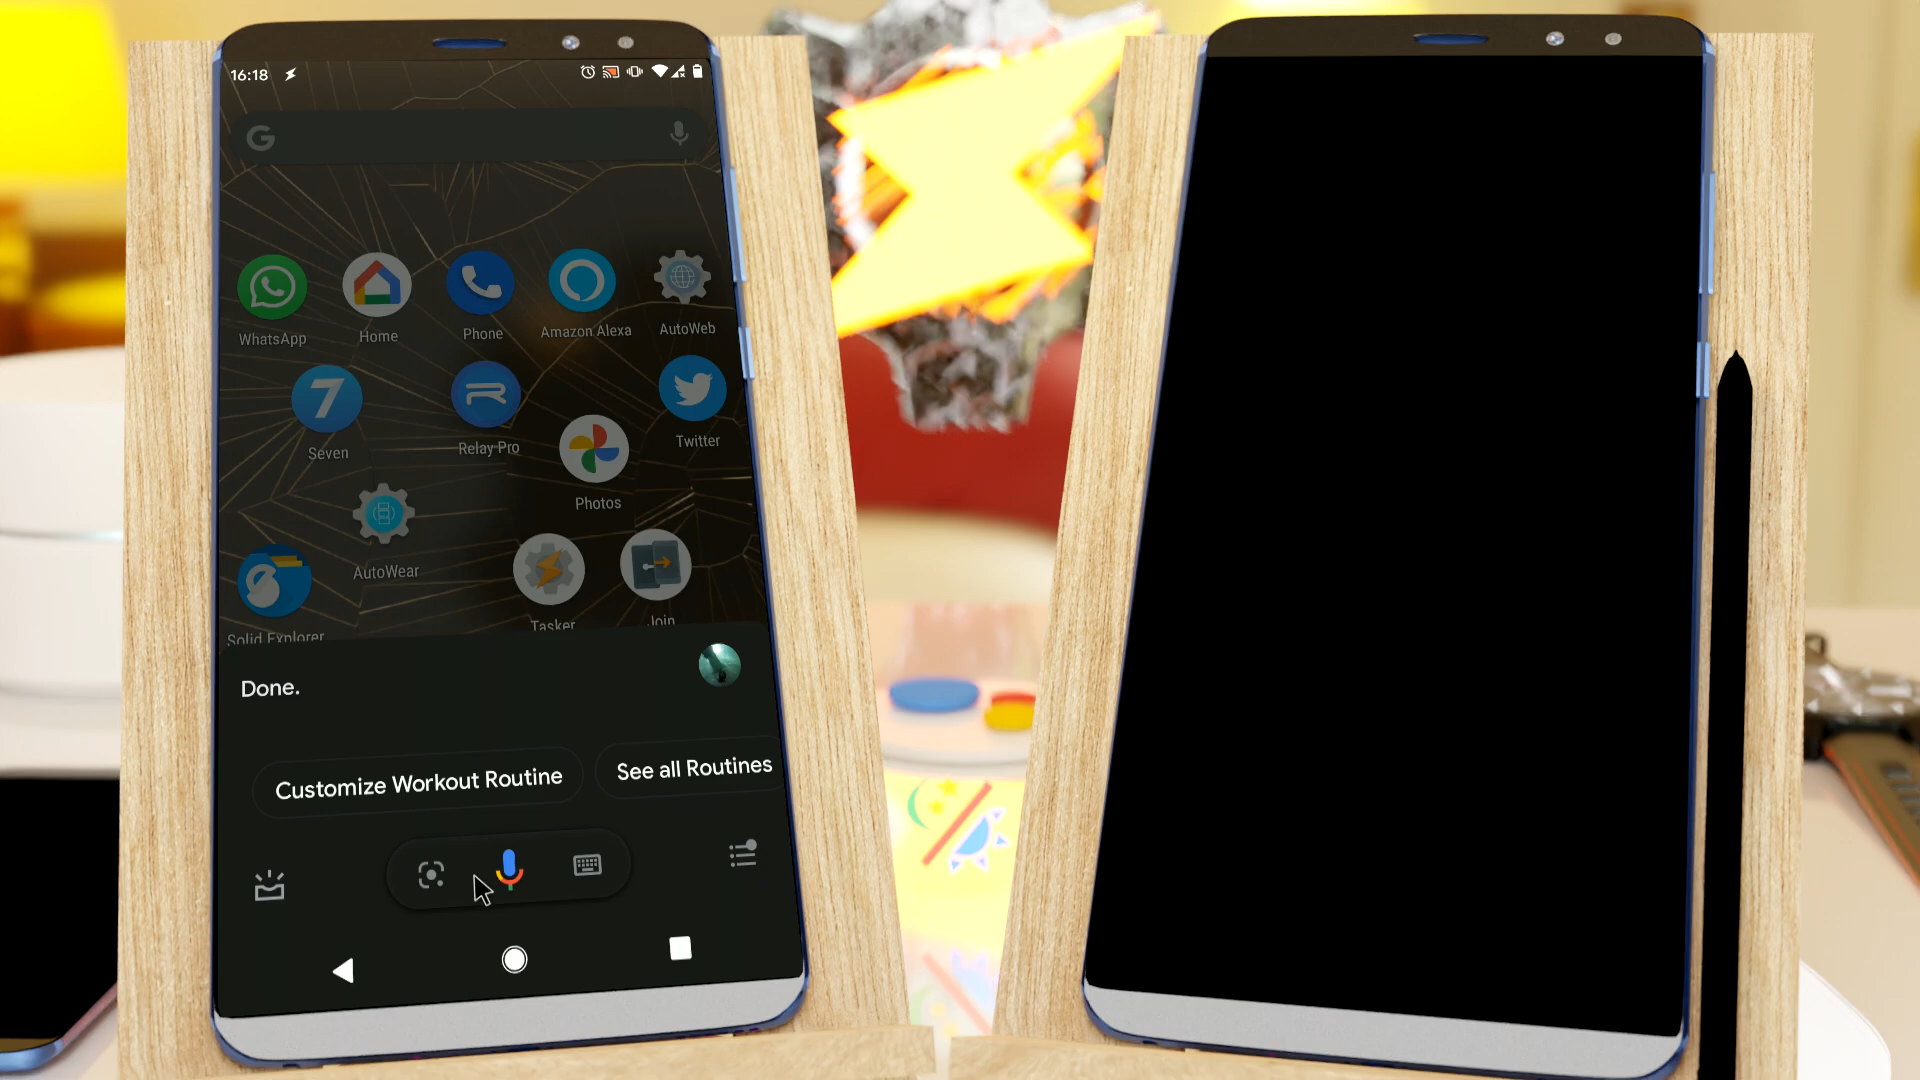 16:18
G
WhatsApp
Home
Phone
Amazon Alexa
AutoWeb
7
Seven
Relay Pro
Photos
Twitter
AutoWear
Solid Explorer
Tasker
Join
Done.
Customize Workout Routine
See all Routines